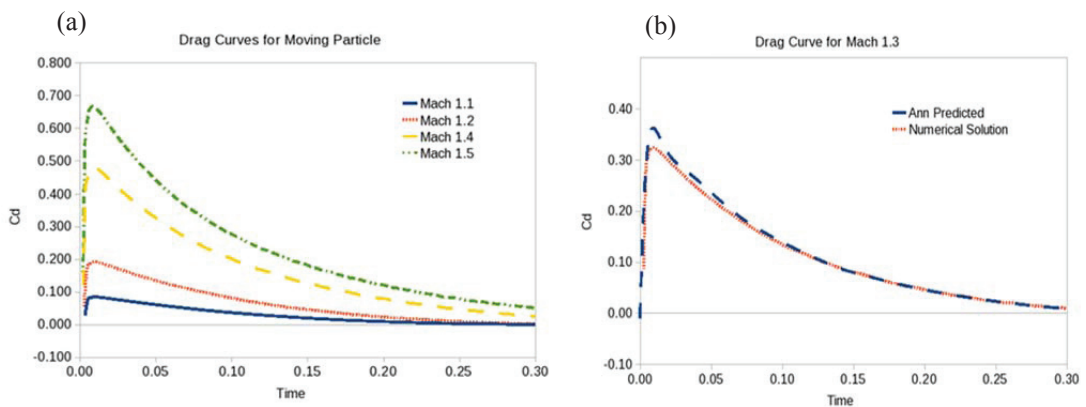 (a)
Drag Curves for Moving Particle
0.800
0.700
0.600
0.500
0.400
0.300
0.200
0.100
0.000
-0.100
Cd
Mach 1.1
Mach 1.2
Mach 1.4
Mach 1.5
0.00 0.05 0.10 0.15 0.20 0.25 0.30
Time
(b)
Drag Curve for Mach 1.3
0.40
0.30
0.20
0.10
0.00
-0.10
Cd
Ann Predicted
Numerical Solution
0.00 0.05 0.10 0.15 0.20 0.25 0.30
Time